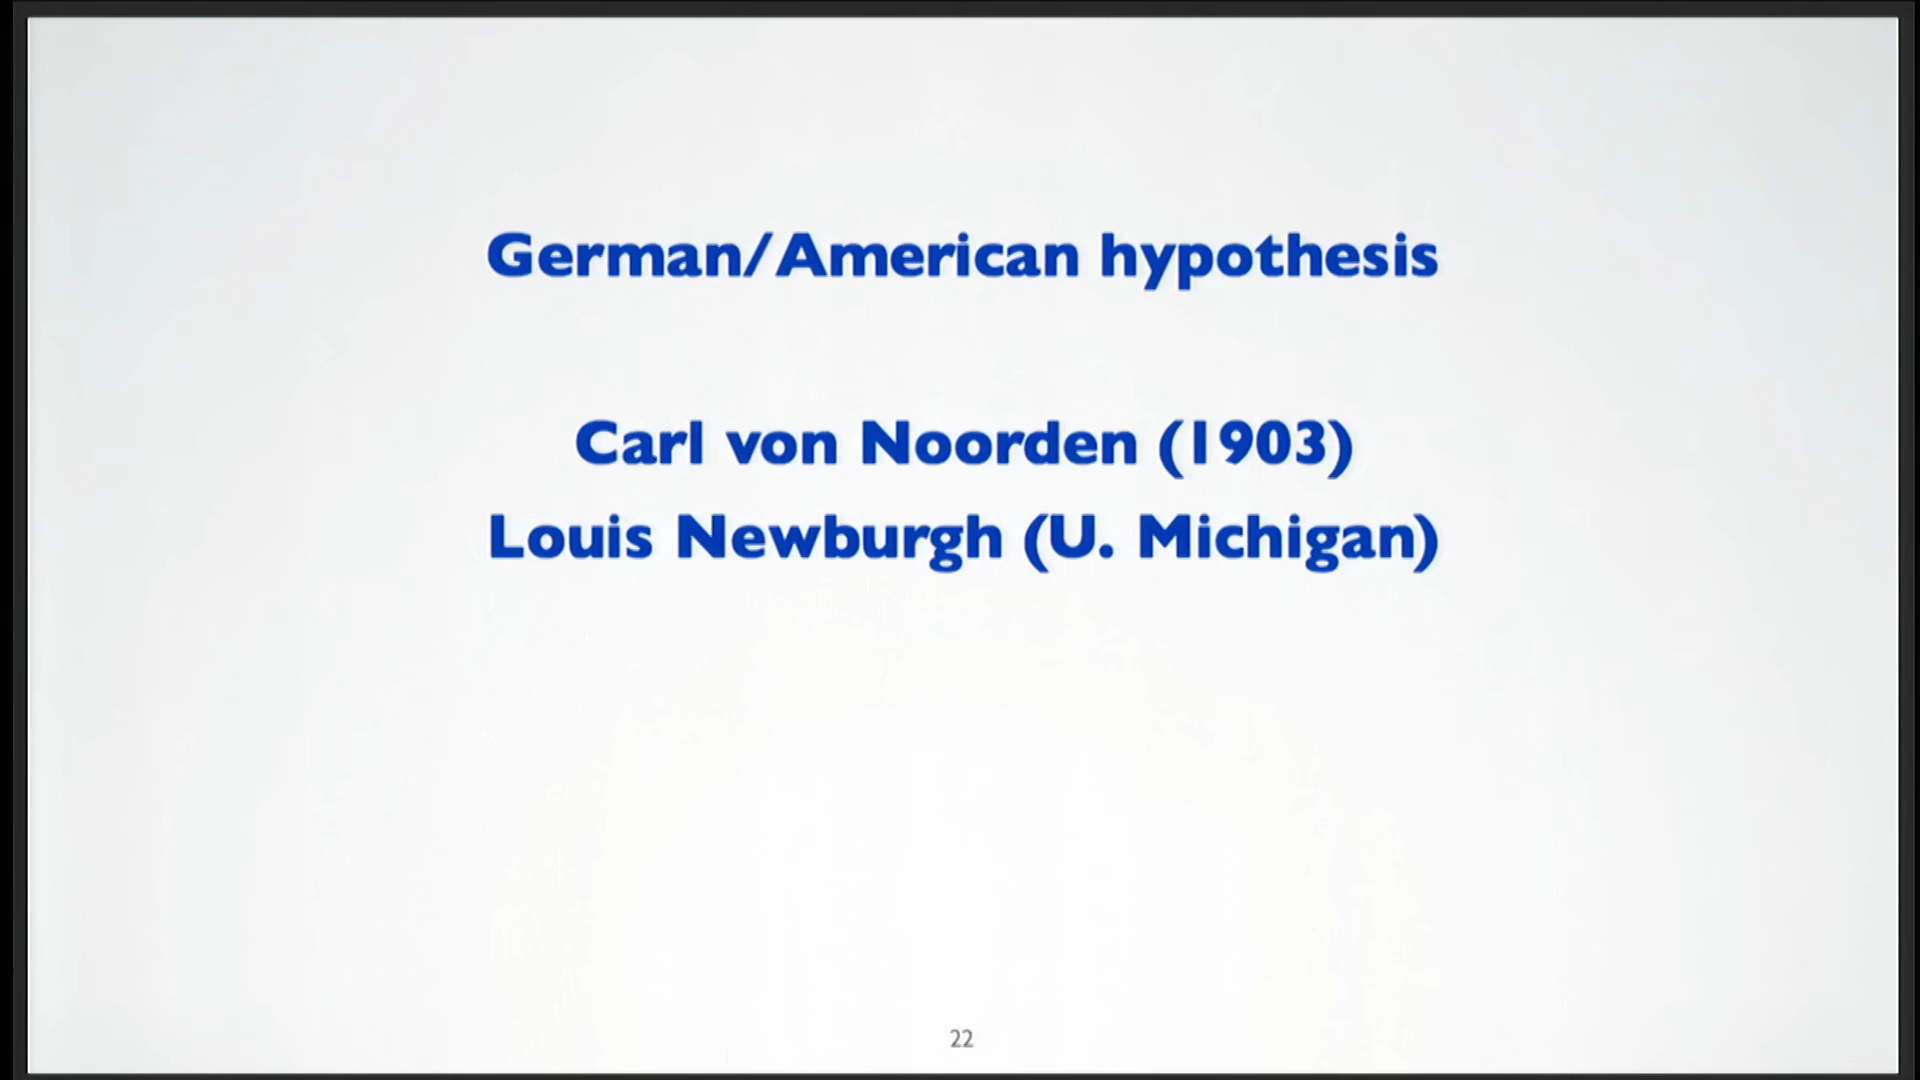 German/American hypothesis
Carl von Noorden (1903)
Louis Newburgh (U. Michigan)
22